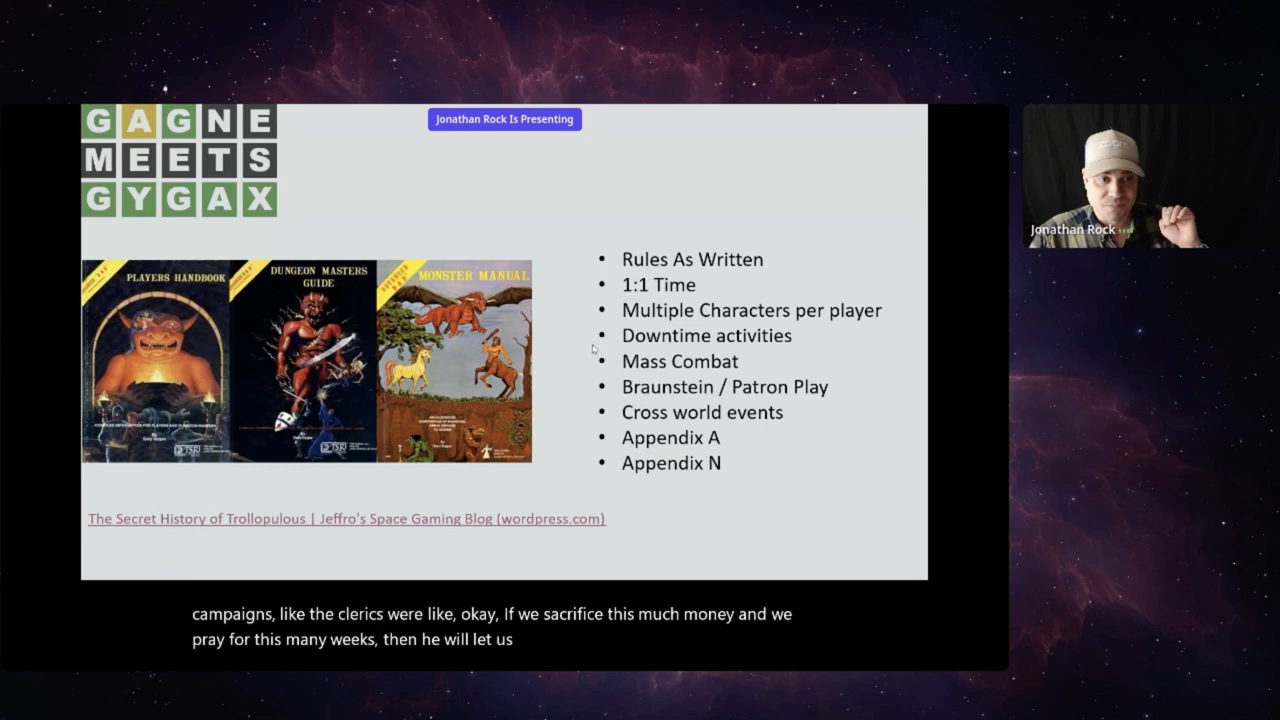 GAGNE
MEETS
GYGAX
Jonathan Rock Is Presenting
PLAYERS HANDBOOK
DUNGEON MASTERS
GUIDE
MONSTER MANUAL
• Rules As Written
• 1:1 Time
• Multiple Characters per player
• Downtime activities
• Mass Combat
• Braunstein / Patron Play
• Cross world events
• Appendix A
• Appendix N
The Secret History of Trollopulous | Jeffro's Space Gaming Blog (wordpress.com)
campaigns, like the clerics were like, okay, If we sacrifice this much money and we
pray for this many weeks, then he will let us
Jonathan Rock